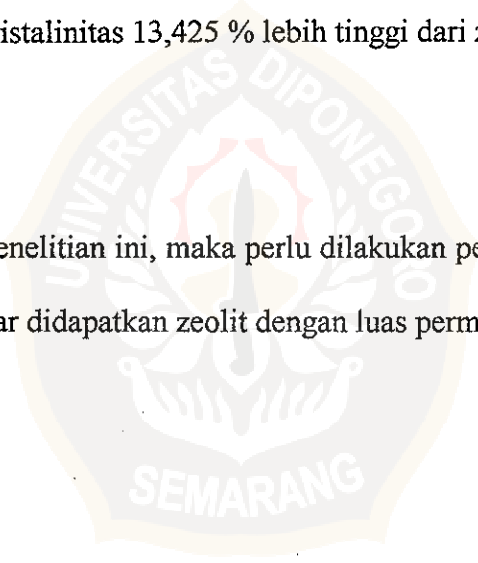 istalinitas 13,425 % lebih tinggi dari
enelitian ini, maka perlu dilakukan pe
ar didapatkan zeolit dengan luas perm
UNIVERSITAS DIPONEGORO
SEMARANG